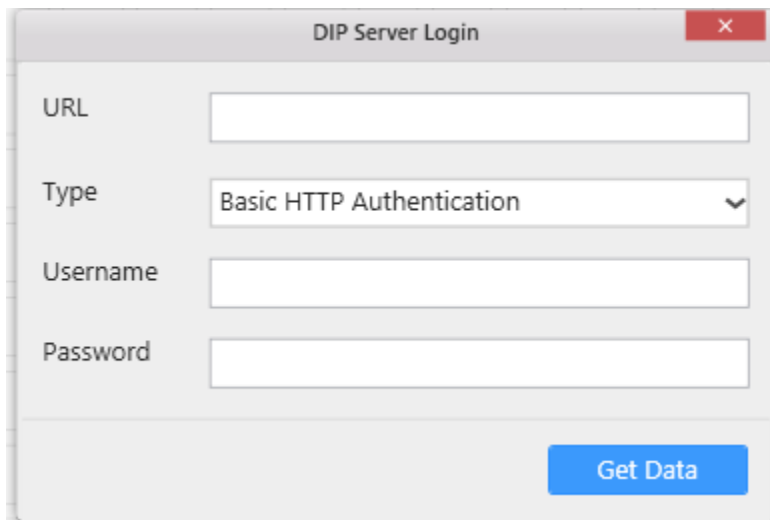 DIP Server Login
URL
Type
Basic HTTP Authentication
Username
Password
Get Data